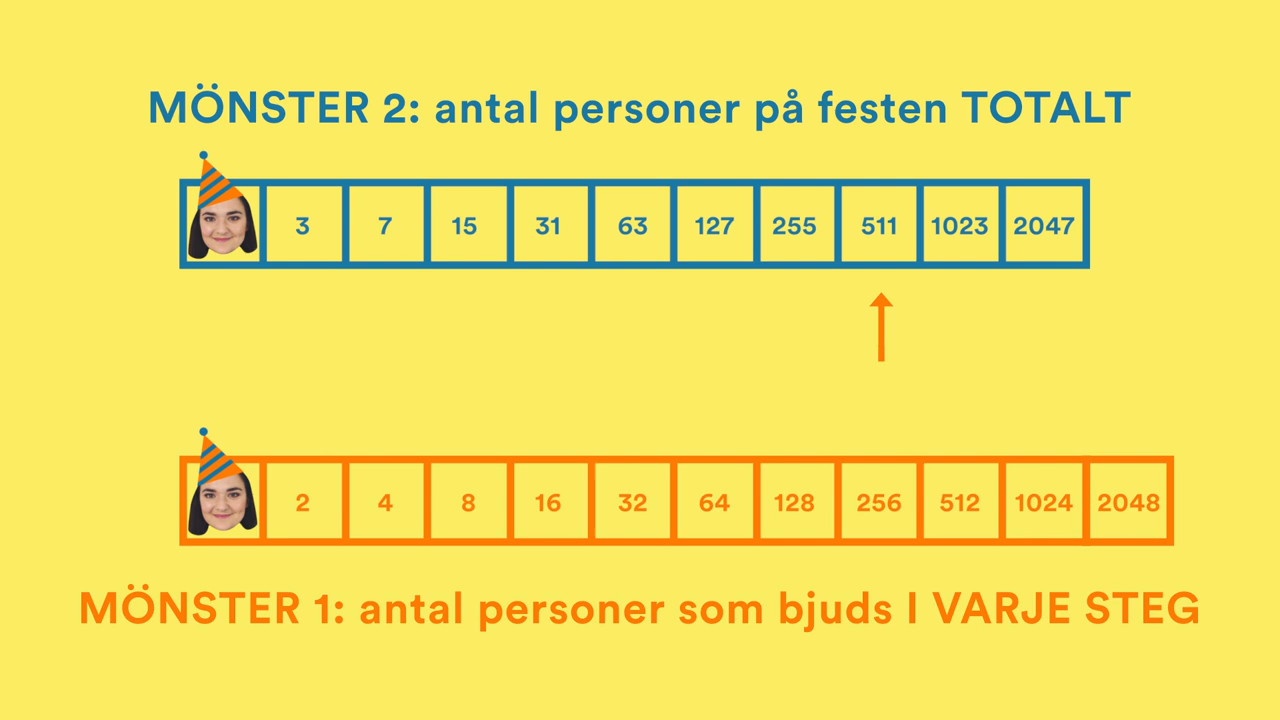 MÖNSTER 2: antal personer på festen TOTALT
3 7 15 31 63 127 255 511 1023 2047
2 4 8 16 32 64 128 256 512 1024 2048
MÖNSTER 1: antal personer som bjuds I VARJE STEG